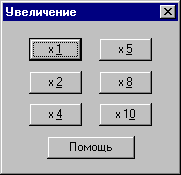 Увеличение
x 1 x 5
x 2 x 8
x 4 x 10
Помощь